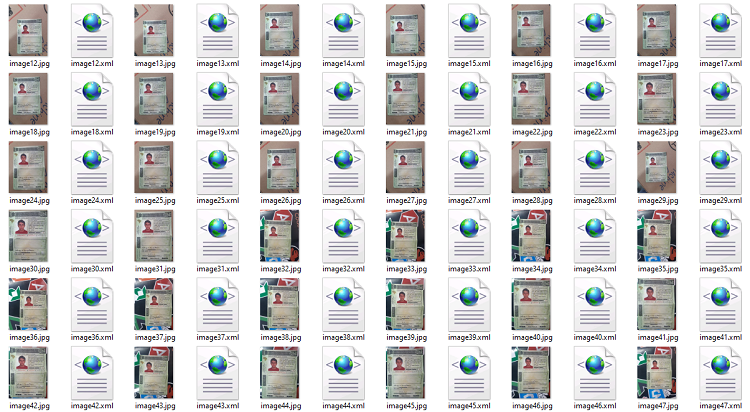 image12.jpg image12.xml image13.jpg image13.xml image14.jpg image14.xml image15.jpg image15.xml image16.jpg image16.xml image17.jpg image17.xml
image18.jpg image18.xml image19.jpg image19.xml image20.jpg image20.xml image21.jpg image21.xml image22.jpg image22.xml image23.jpg image23.xml
image24.jpg image24.xml image25.jpg image25.xml image26.jpg image26.xml image27.jpg image27.xml image28.jpg image28.xml image29.jpg image29.xml
image30.jpg image30.xml image31.jpg image31.xml image32.jpg image32.xml image33.jpg image33.xml image34.jpg image34.xml image35.jpg image35.xml
image36.jpg image36.xml image37.jpg image37.xml image38.jpg image38.xml image39.jpg image39.xml image40.jpg image40.xml image41.jpg image41.xml
image42.jpg image42.xml image43.jpg image43.xml image44.jpg image44.xml image45.jpg image45.xml image46.jpg image46.xml image47.jpg image47.xml